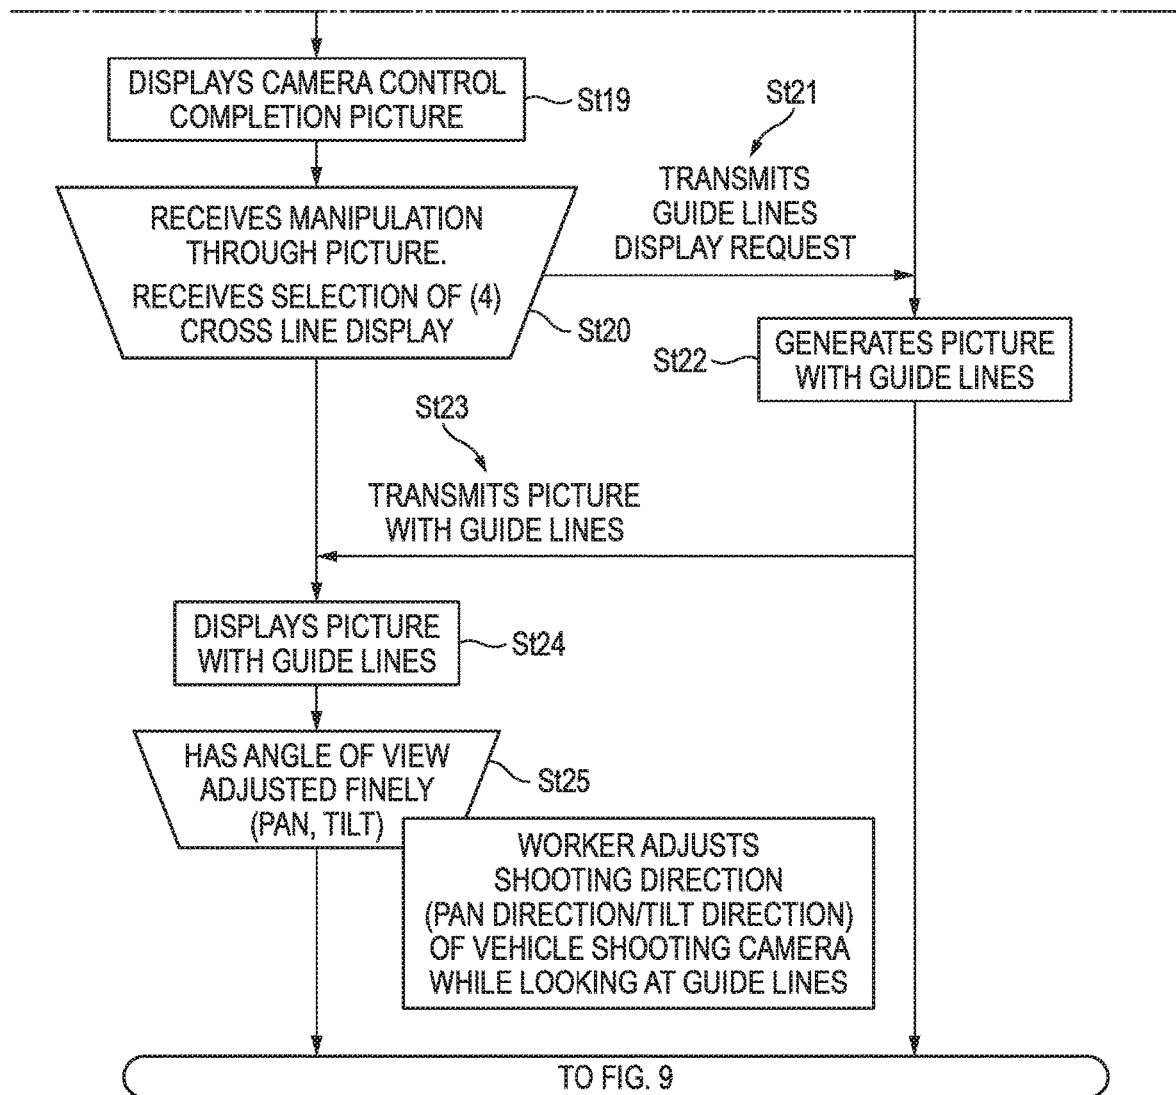 DISPLAYS CAMERA CONTROL
COMPLETION PICTURE
St19
St21
TRANSMITS
GUIDE LINES
DISPLAY REQUEST
RECEIVES MANIPULATION
THROUGH PICTURE.
RECEIVES SELECTION OF (4)
CROSS LINE DISPLAY
St20
St22
GENERATES PICTURE
WITH GUIDE LINES
St23
TRANSMITS PICTURE
WITH GUIDE LINES
DISPLAYS PICTURE
WITH GUIDE LINES
St24
HAS ANGLE OF VIEW
ADJUSTED FINELY
(PAN, TILT)
St25
WORKER ADJUSTS
SHOOTING DIRECTION
(PAN DIRECTION/TILT DIRECTION)
OF VEHICLE SHOOTING CAMERA
WHILE LOOKING AT GUIDE LINES
TO FIG. 9